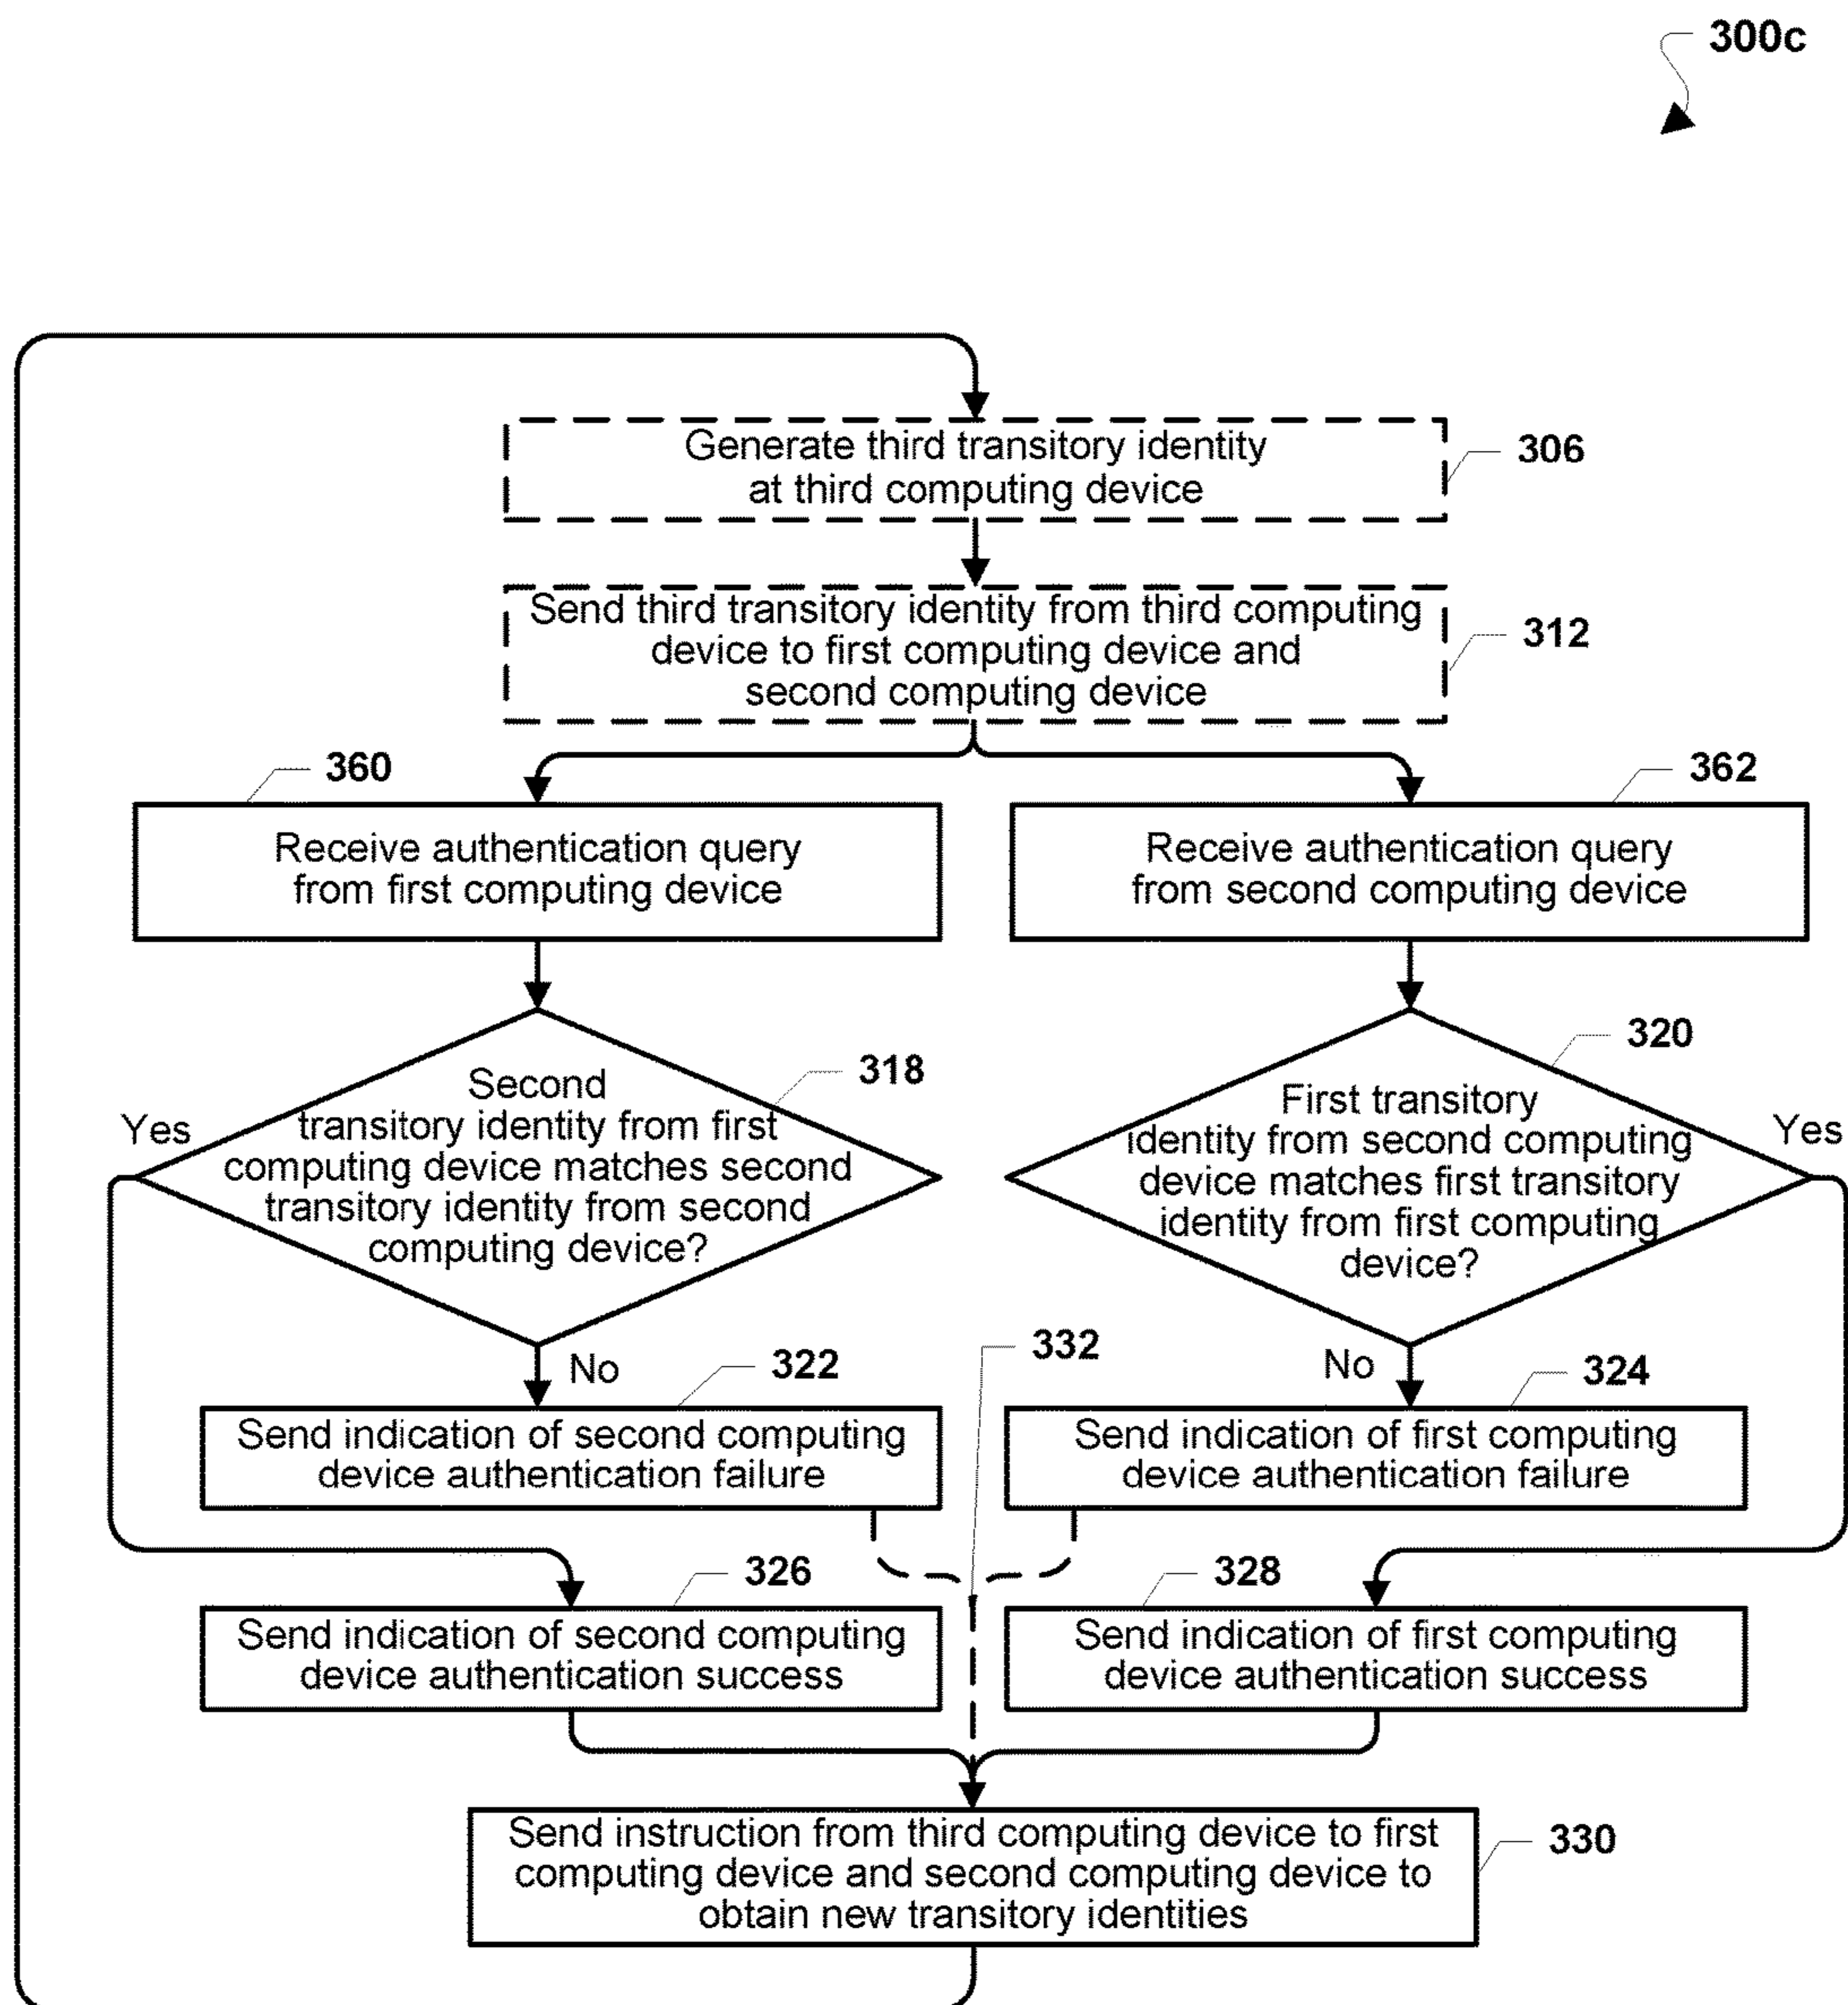 300c
Generate third transitory identity
at third computing device
306
Send third transitory identity from third computing
device to first computing device and
second computing device
312
360
Receive authentication query
from first computing device
362
Receive authentication query
from second computing device
318
Second
transitory identity from first
computing device matches second
transitory identity from second
computing device?
Yes
No
320
First transitory
identity from second computing
device matches first transitory
identity from first computing
device?
Yes
No
322
Send indication of second computing
device authentication failure
332
324
Send indication of first computing
device authentication failure
326
Send indication of second computing
device authentication success
328
Send indication of first computing
device authentication success
Send instruction from third computing device to first
computing device and second computing device to
obtain new transitory identities
330